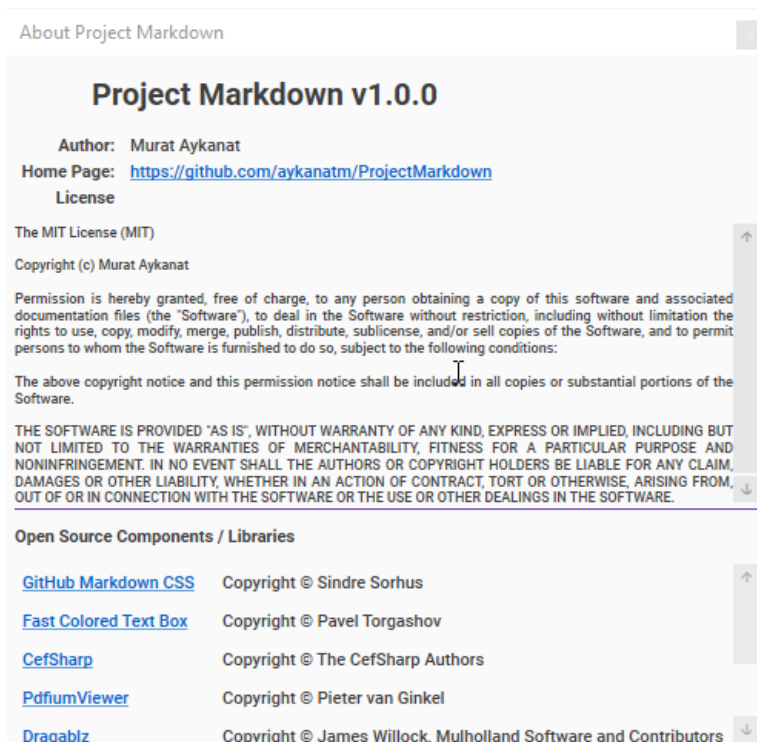 About Project Markdown
x
Project Markdown v1.0.0
Author: Murat Aykanat
Home Page: https://github.com/aykanatm/ProjectMarkdown
License
The MIT License (MIT)
Copyright (c) Murat Aykanat
Permission is hereby granted, free of charge, to any person obtaining a copy of this software and associated
documentation files (the "Software"), to deal in the Software without restriction, including without limitation the
rights to use, copy, modify, merge, publish, distribute, sublicense, and/or sell copies of the Software, and to permit
persons to whom the Software is furnished to do so, subject to the following conditions:
The above copyright notice and this permission notice shall be included in all copies or substantial portions of the
Software.
THE SOFTWARE IS PROVIDED "AS IS", WITHOUT WARRANTY OF ANY KIND, EXPRESS OR IMPLIED, INCLUDING BUT
NOT LIMITED TO THE WARRANTIES OF MERCHANTABILITY, FITNESS FOR A PARTICULAR PURPOSE AND
NONINFRINGEMENT. IN NO EVENT SHALL THE AUTHORS OR COPYRIGHT HOLDERS BE LIABLE FOR ANY CLAIM,
DAMAGES OR OTHER LIABILITY, WHETHER IN AN ACTION OF CONTRACT, TORT OR OTHERWISE, ARISING FROM,
OUT OF OR IN CONNECTION WITH THE SOFTWARE OR THE USE OR OTHER DEALINGS IN THE SOFTWARE.
Open Source Components / Libraries
GitHub Markdown CSS Copyright © Sindre Sorhus
Fast Colored Text Box Copyright © Pavel Torgashov
CefSharp Copyright © The CefSharp Authors
PdfiumViewer Copyright © Pieter van Ginkel
Dragablz Copyright © James Willock, Mulholland Software and Contributors